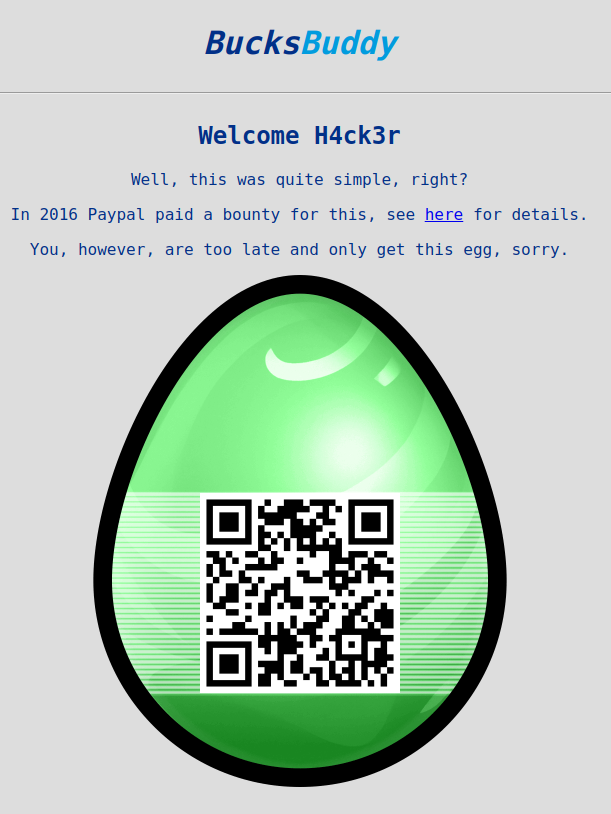 BucksBuddy
Welcome H4ck3r
Well, this was quite simple, right?
In 2016 Paypal paid a bounty for this, see here for details.
You, however, are too late and only get this egg, sorry.